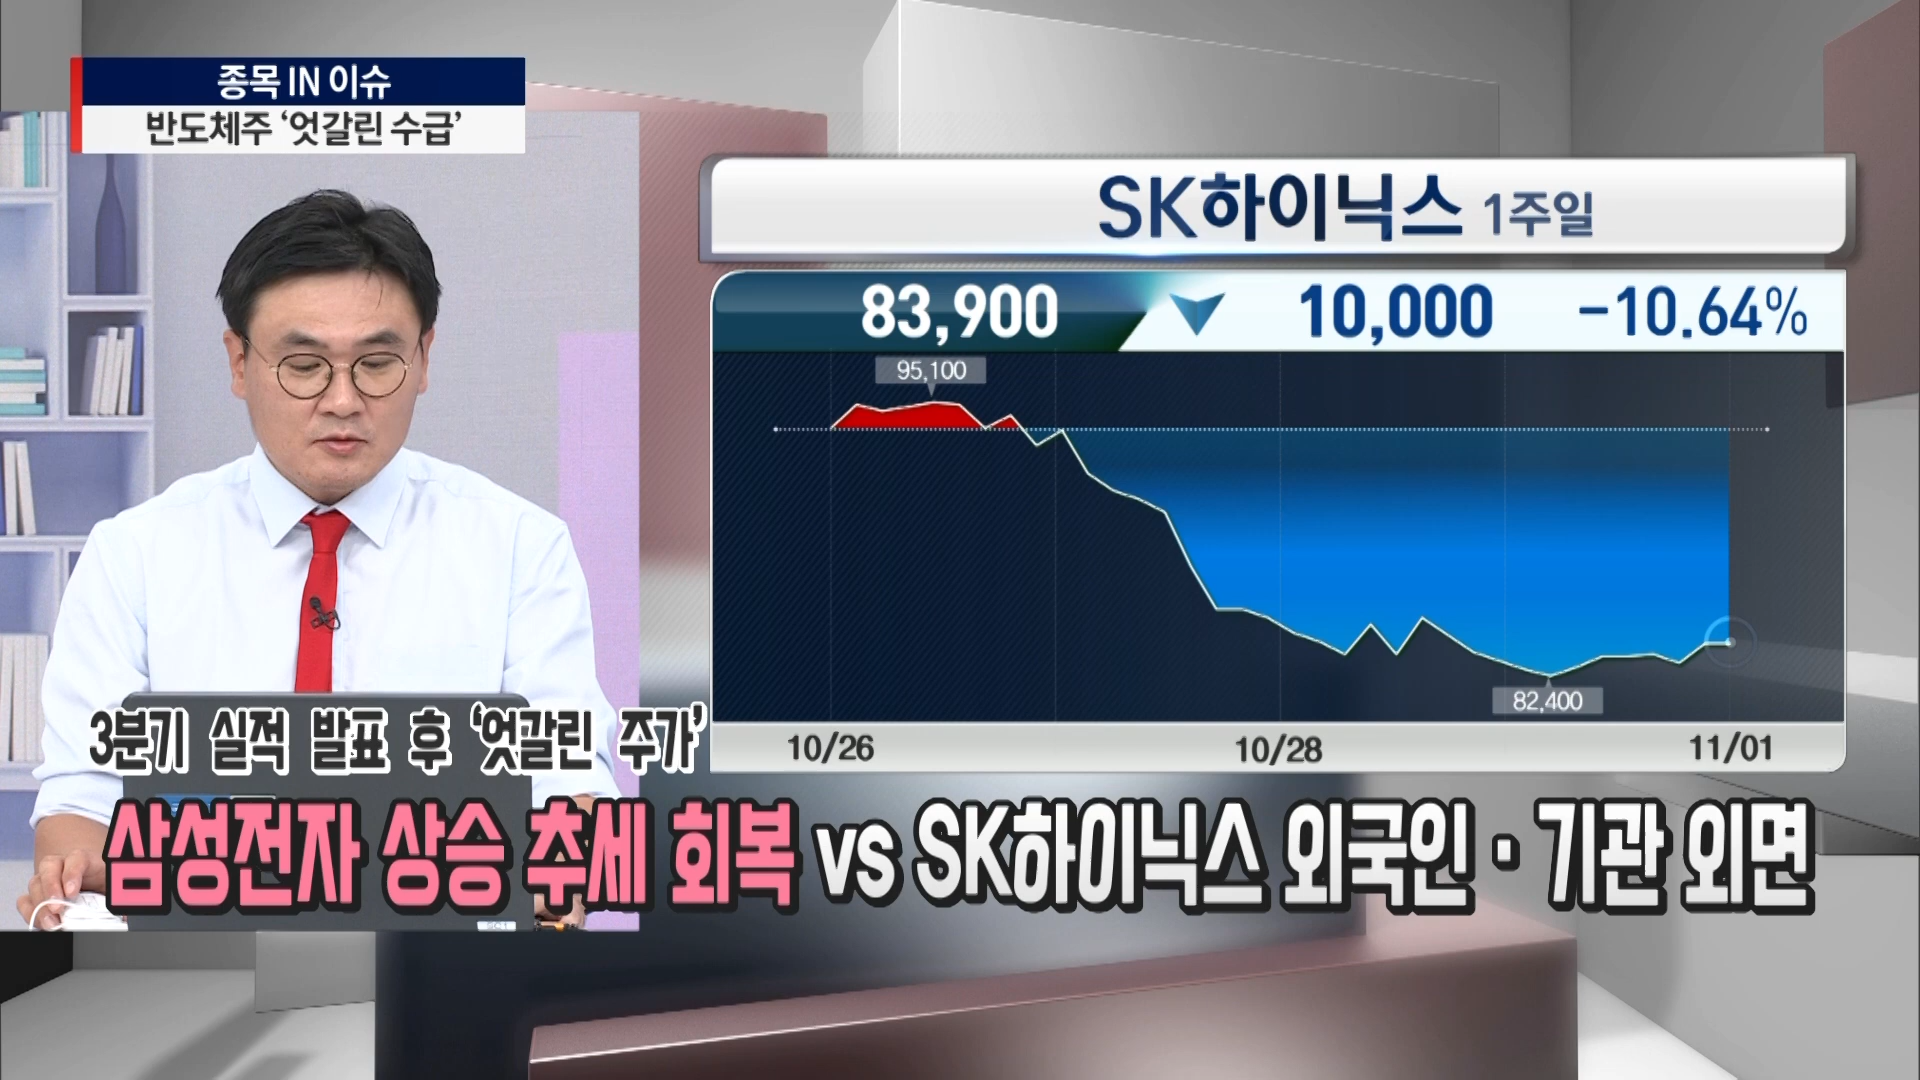 종목 IN 이슈
반도체주 ‘엇갈린 수급’
SK하이닉스 1주일
83,900 10,000 -10.64%
95,100
82,400
10/26 10/28 11/01
3분기 실적 발표 후 ‘엇갈린 주가’
삼성전자 상승 추세 회복 vs SK하이닉스 외국인·기관 외면